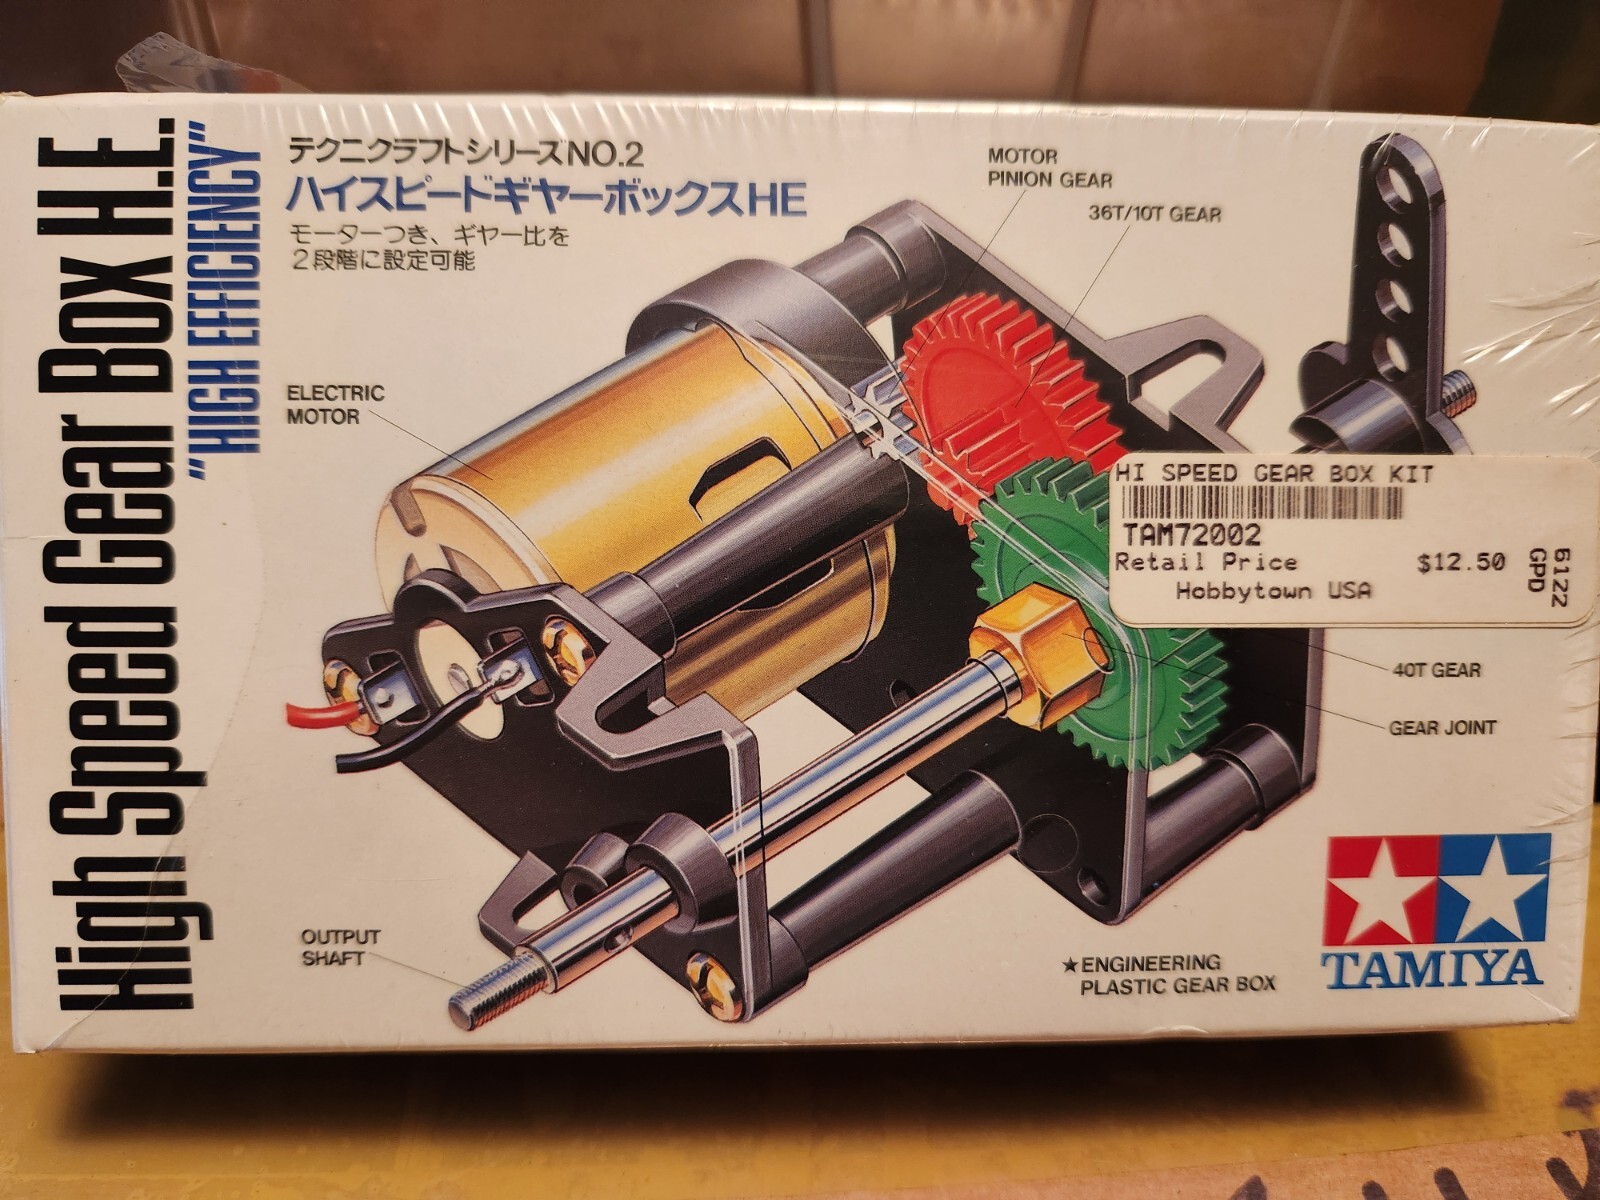 High Speed Gear Box H.E.
"HIGH EFFICIENCY"
テクニクラフトシリーズNO.2
ハイスピードギヤーボックスHE
モーターつき、ギヤー比を
2段階に設定可能
MOTOR
PINION GEAR
36T/10T GEAR
ELECTRIC
MOTOR
HI SPEED GEAR BOX KIT
TAM72002
Retail Price $12.50
Hobbytown USA
6122
GPD
40T GEAR
GEAR JOINT
OUTPUT
SHAFT
★ENGINEERING
PLASTIC GEAR BOX
TAMIYA